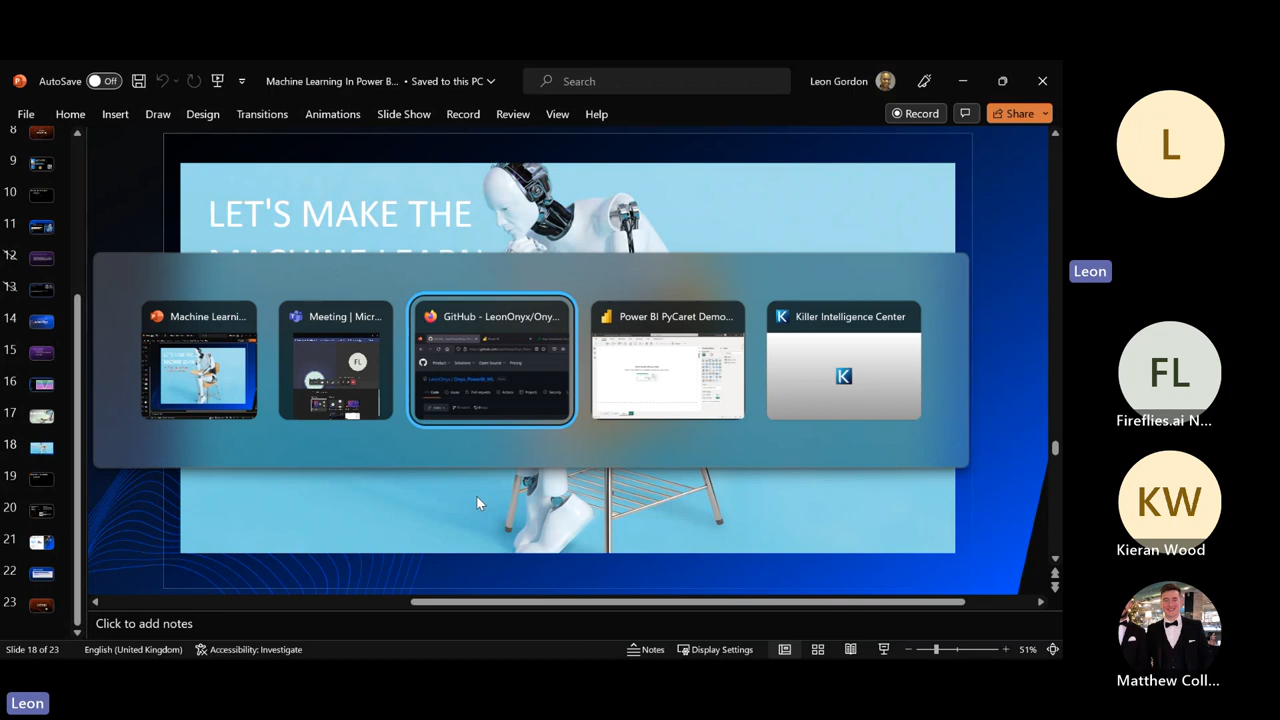 AutoSave Off
Machine Learning In Power B... • Saved to this PC
Search
Leon Gordon
File Home Insert Draw Design Transitions Animations Slide Show Record Review View Help
Record
Share
8
9
10
11
12
13
14
15
16
17
18
19
20
21
22
23
LET'S MAKE THE
MACHINE LEARN
Machine Learni...
Meeting | Micr...
GitHub - LeonOnyx/Ony...
Power BI PyCaret Demo...
Killer Intelligence Center
K
FL
Click to add notes
Slide 18 of 23
English (United Kingdom)
Accessibility: Investigate
Notes
Display Settings
51%
Leon
L
Leon
FL
Fireflies.ai N...
KW
Kieran Wood
Matthew Coll...